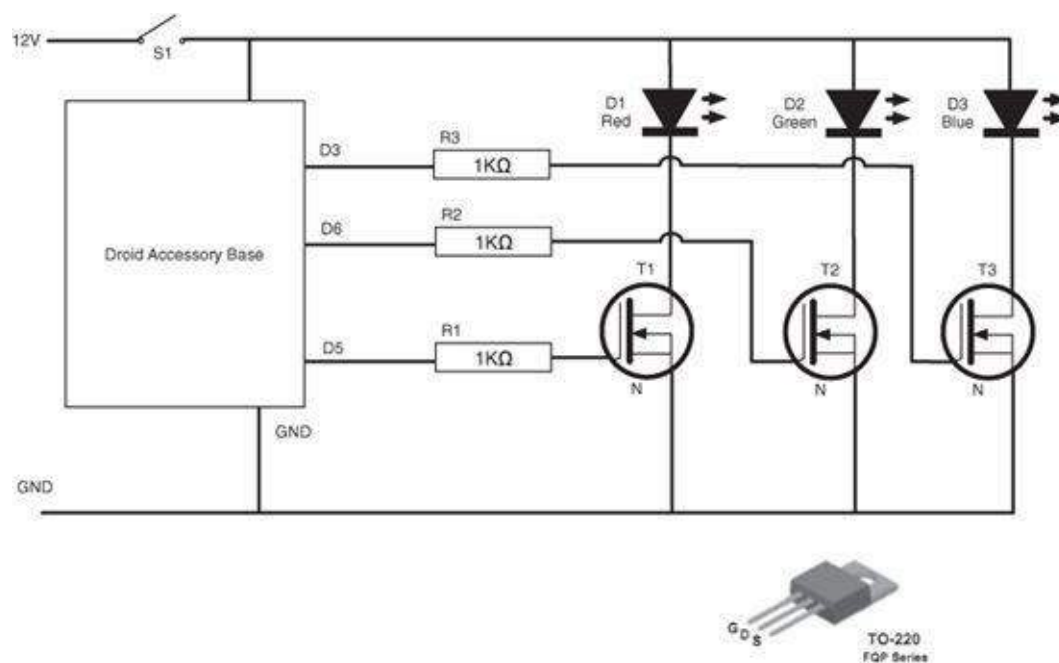 12V
S1
D1
Red
D2
Green
D3
Blue
D3
R3
1KΩ
D6
R2
1KΩ
Droid Accessory Base
T1
T2
T3
D5
R1
1KΩ
N
N
N
GND
GND
G D S
TO-220
FQP Series